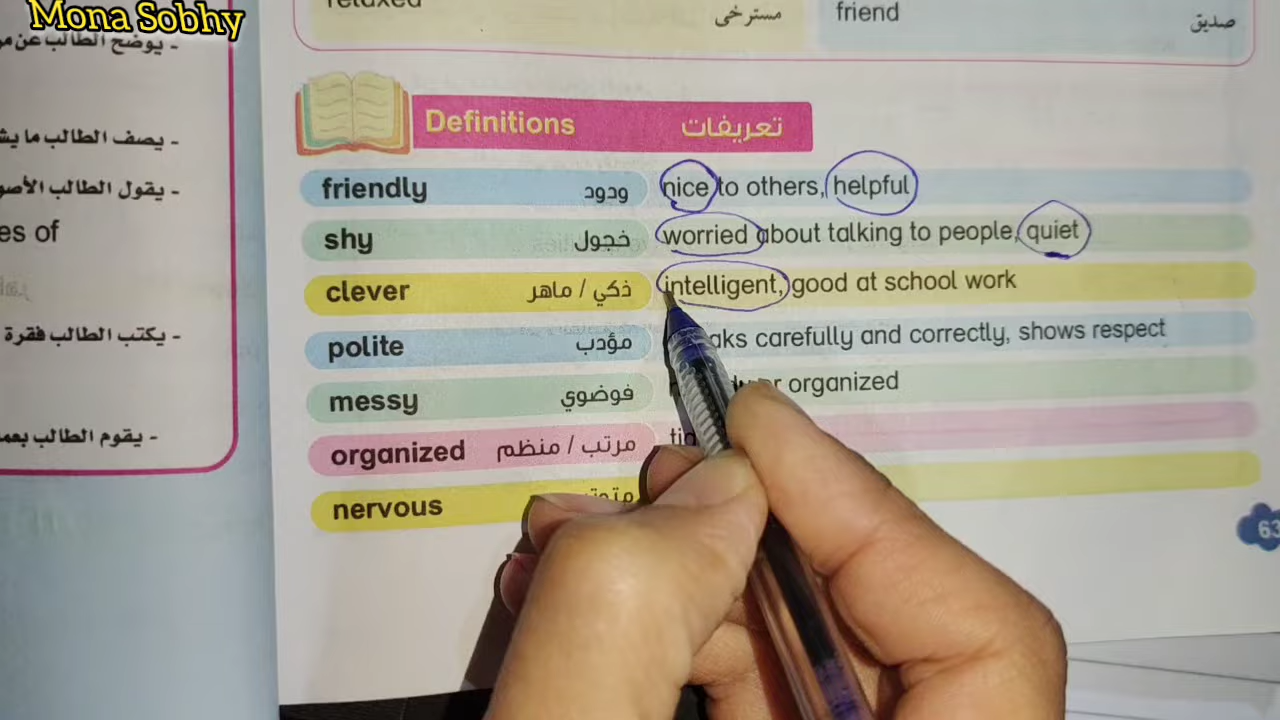 Mona Sobhy
relaxed مسترخى friend صديق
- يوضح الطالب عن
Definitions تعريفات
- يصف الطالب ما
friendly ودود nice to others, helpful
- يقول الطالب
shy خجول worried about talking to people, quiet
es of
clever ذكي / ماهر intelligent, good at school work
- يكتب الطالب فقرة
polite مؤدب carefully and correctly, shows respect
messy فوضوي or organized
- يقوم الطالب
organized مرتب / منظم
nervous
63